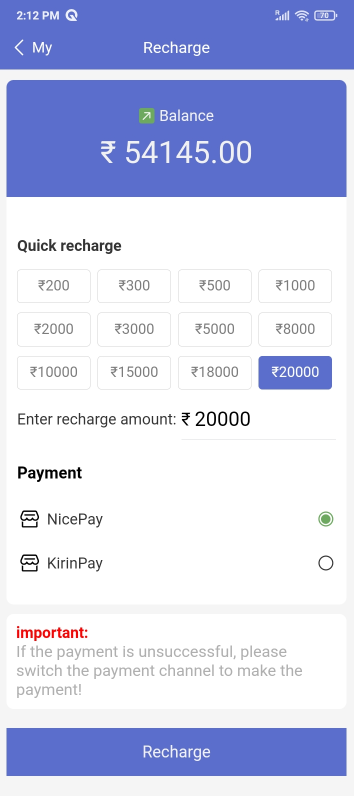 2:12 PM
70
My
Recharge
Balance
₹ 54145.00
Quick recharge
₹200 ₹300 ₹500 ₹1000
₹2000 ₹3000 ₹5000 ₹8000
₹10000 ₹15000 ₹18000 ₹20000
Enter recharge amount: ₹ 20000
Payment
NicePay
KirinPay
important:
If the payment is unsuccessful, please
switch the payment channel to make the
payment!
Recharge